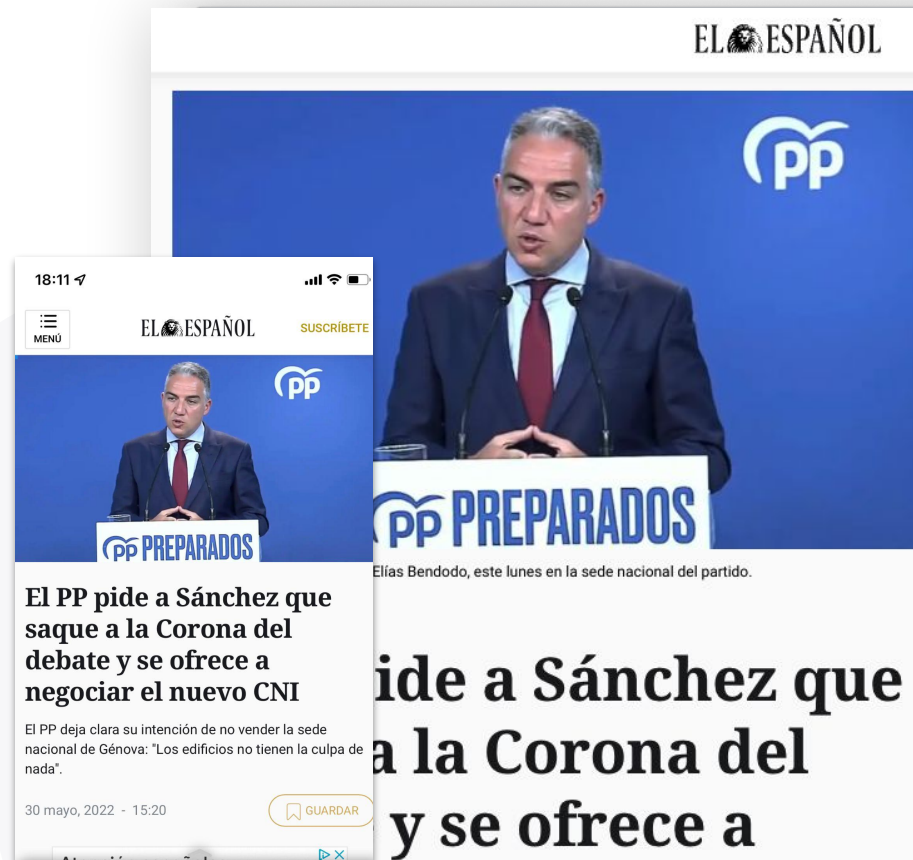 EL ESPAÑOL
pp
pp PREPARADOS
Elías Bendodo, este lunes en la sede nacional del partido.
ide a Sánchez que
a la Corona del
y se ofrece a
18:11
MENÚ
EL ESPAÑOL
SUSCRÍBETE
pp
pp PREPARADOS
El PP pide a Sánchez que
saque a la Corona del
debate y se ofrece a
negociar el nuevo CNI
El PP deja clara su intención de no vender la sede
nacional de Génova: "Los edificios no tienen la culpa de
nada".
30 mayo, 2022 - 15:20
GUARDAR